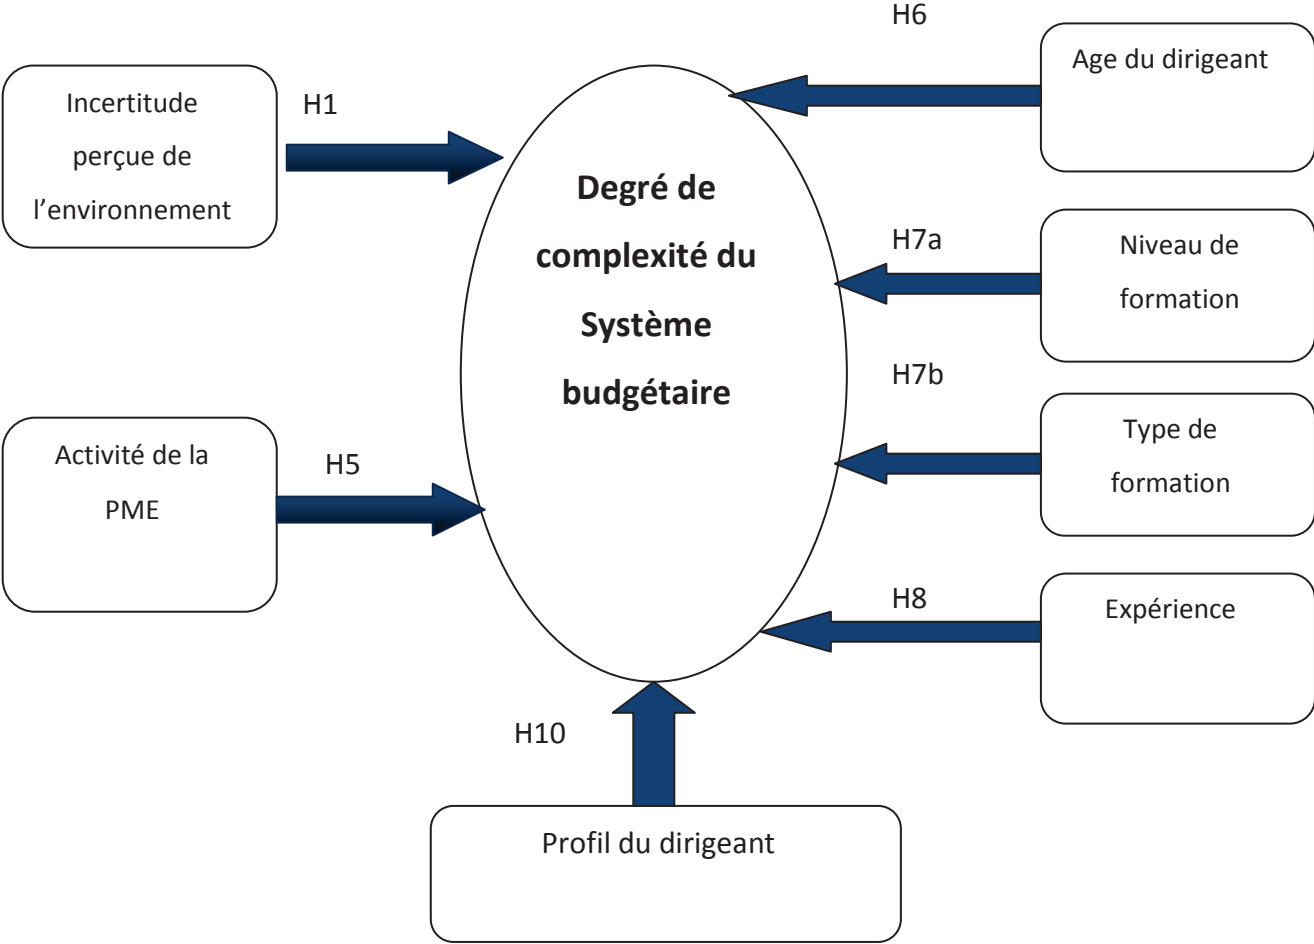 H6
Age du dirigeant
Incertitude
perçue de
l’environnement
H1
Degré de
complexité du
Système
budgétaire
H7a
Niveau de
formation
H7b
Type de
formation
Activité de la
PME
H5
H8
Expérience
H10
Profil du dirigeant